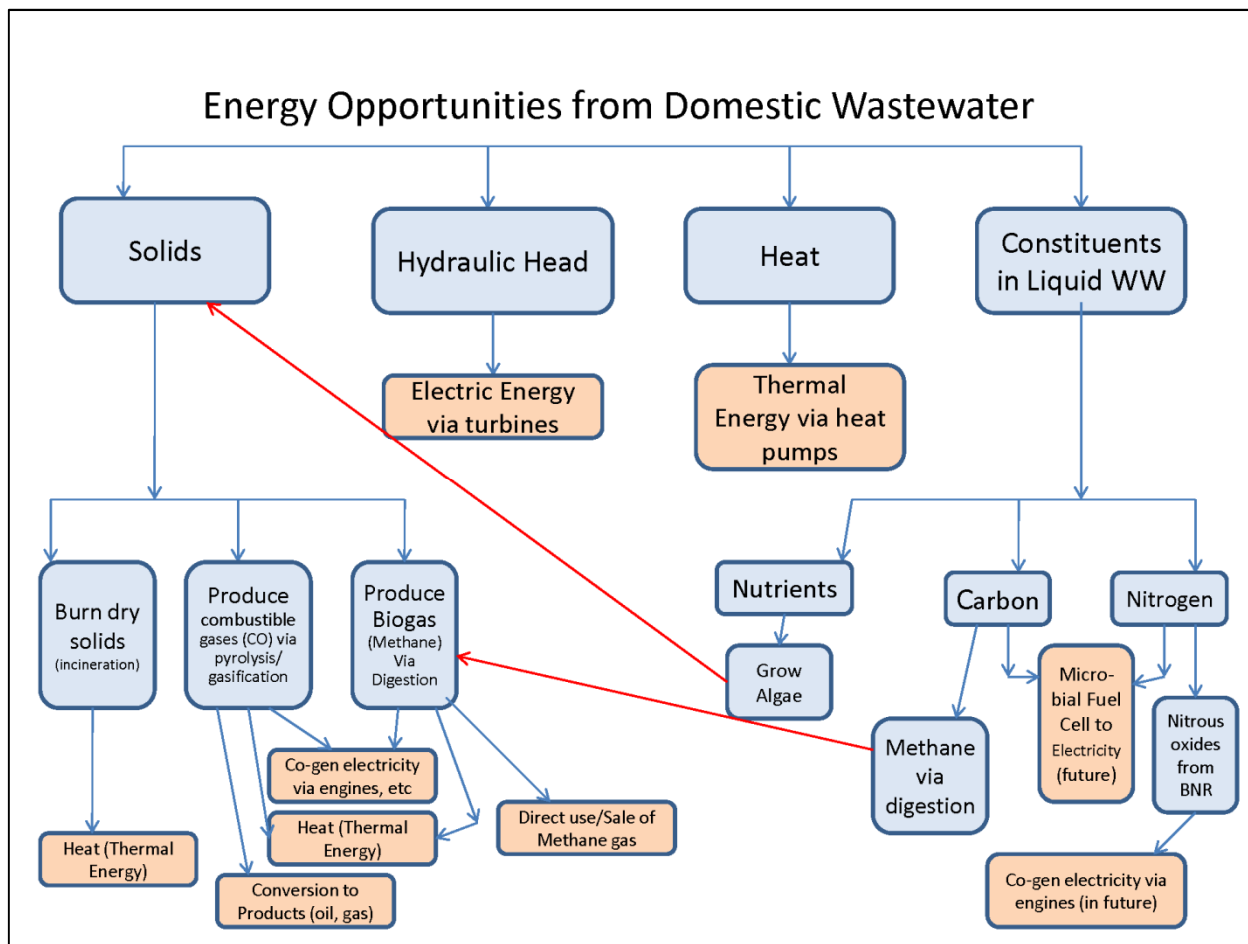 Energy Opportunities from Domestic Wastewater
Solids
Hydraulic Head
Heat
Constituents
in Liquid WW
Electric Energy
via turbines
Thermal
Energy via heat
pumps
Burn dry
solids
(incineration)
Produce
combustible
gases (CO) via
pyrolysis/
gasification
Produce
Biogas
(Methane)
Via
Digestion
Nutrients
Carbon
Nitrogen
Grow
Algae
Methane
via
digestion
Micro-
bial Fuel
Cell to
Electricity
(future)
Nitrous
oxides
from
BNR
Co-gen electricity
via engines, etc
Heat (Thermal
Energy)
Heat (Thermal
Energy)
Direct use/Sale of
Methane gas
Conversion to
Products (oil, gas)
Co-gen electricity via
engines (in future)